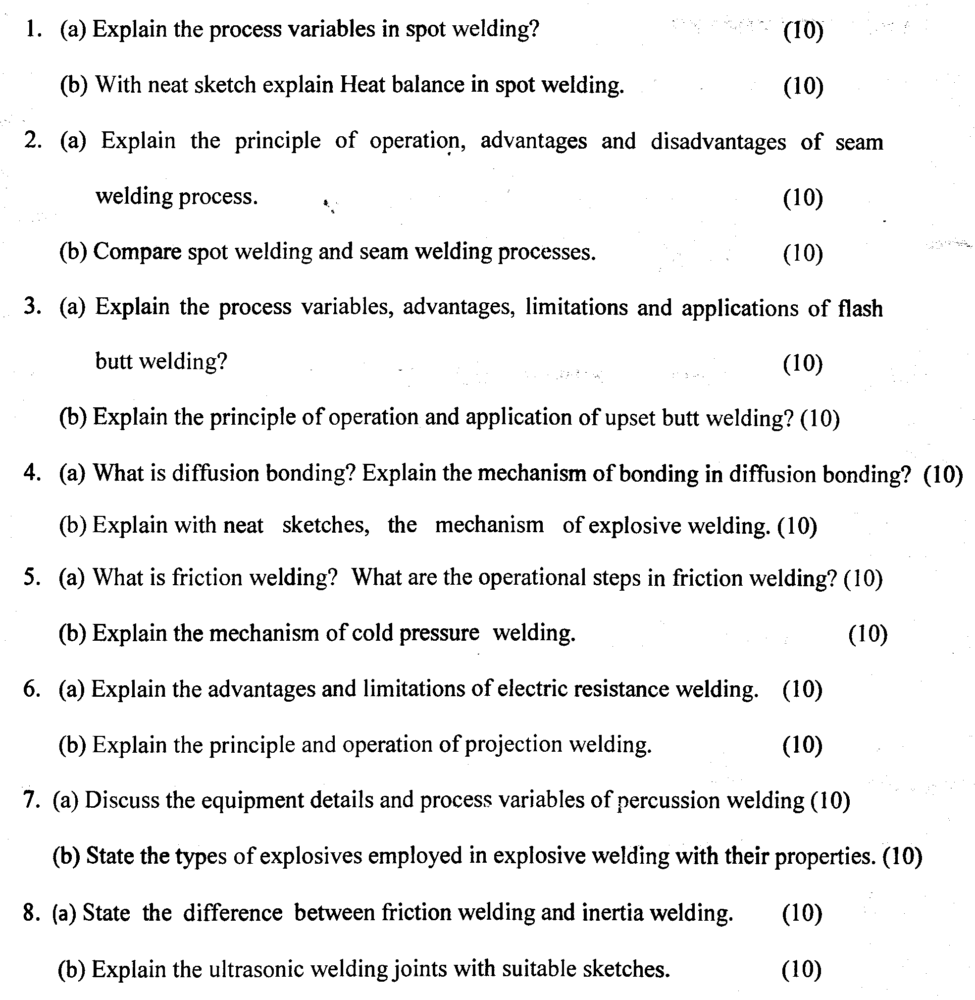 1. (a) Explain the process variables in spot welding? (10)
(b) With neat sketch explain Heat balance in spot welding. (10)
2. (a) Explain the principle of operation, advantages and disadvantages of seam
welding process. (10)
(b) Compare spot welding and seam welding processes. (10)
3. (a) Explain the process variables, advantages, limitations and applications of flash
butt welding? (10)
(b) Explain the principle of operation and application of upset butt welding? (10)
4. (a) What is diffusion bonding? Explain the mechanism of bonding in diffusion bonding? (10)
(b) Explain with neat sketches, the mechanism of explosive welding. (10)
5. (a) What is friction welding? What are the operational steps in friction welding? (10)
(b) Explain the mechanism of cold pressure welding. (10)
6. (a) Explain the advantages and limitations of electric resistance welding. (10)
(b) Explain the principle and operation of projection welding. (10)
7. (a) Discuss the equipment details and process variables of percussion welding (10)
(b) State the types of explosives employed in explosive welding with their properties. (10)
8. (a) State the difference between friction welding and inertia welding. (10)
(b) Explain the ultrasonic welding joints with suitable sketches. (10)